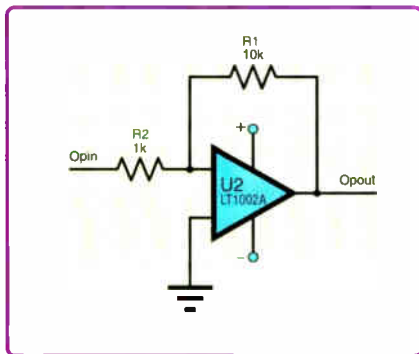 R1
10k
R2
1k
+
Opin
U2
LT1002A
Opout
-